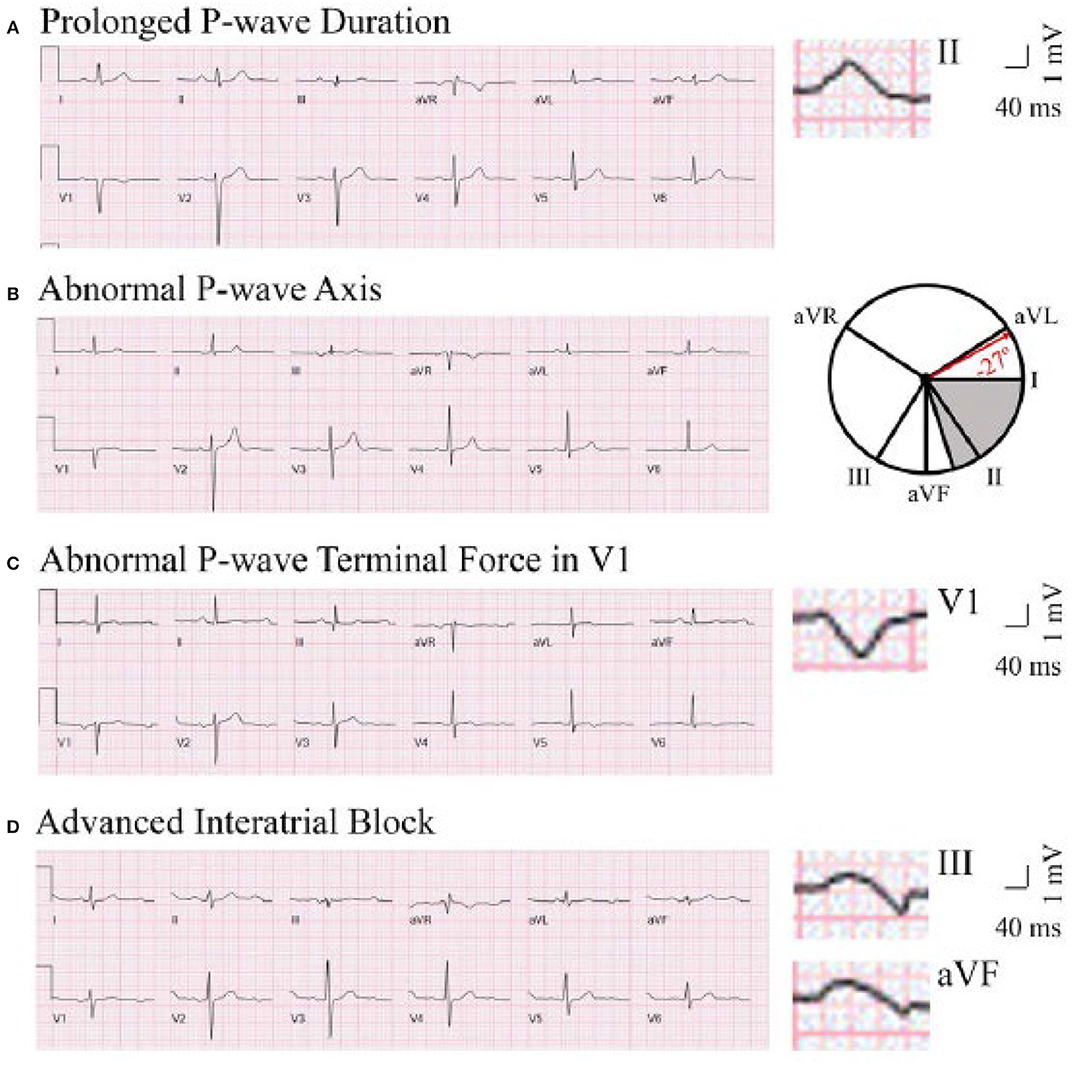 A Prolonged P-wave Duration
I II III aVR aVL aVF
V1 V2 V3 V4 V5 V6
II
1 mV
40 ms
B Abnormal P-wave Axis
I II III aVR aVL aVF
V1 V2 V3 V4 V5 V6
aVR aVL
-27°
I
III II
aVF
C Abnormal P-wave Terminal Force in V1
I II III aVR aVL aVF
V1 V2 V3 V4 V5 V6
V1
1 mV
40 ms
D Advanced Interatrial Block
I II III aVR aVL aVF
V1 V2 V3 V4 V5 V6
III
1 mV
40 ms
aVF